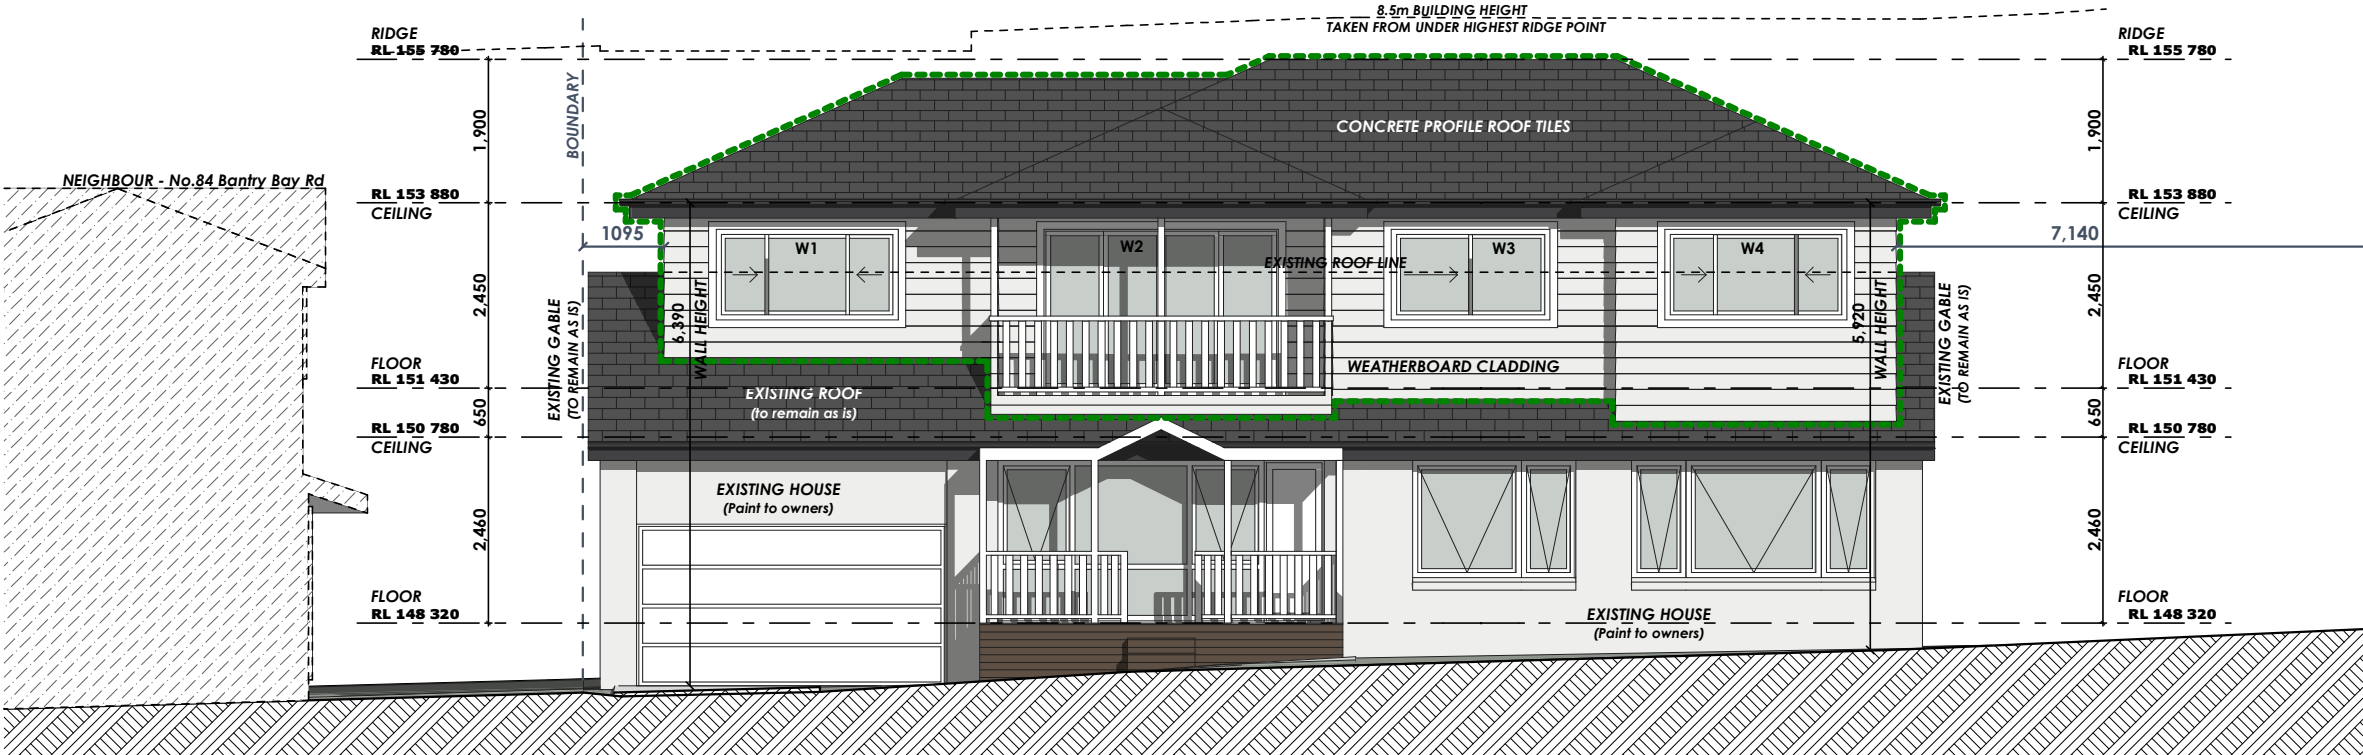 8.5m BUILDING HEIGHT
TAKEN FROM UNDER HIGHEST RIDGE POINT
RIDGE
RL 155 780
RIDGE
RL 155 780
BOUNDARY
1,900
1,900
CONCRETE PROFILE ROOF TILES
NEIGHBOUR - No.84 Bantry Bay Rd
RL 153 880
CEILING
RL 153 880
CEILING
1095
7,140
W1
W2
W3
W4
EXISTING ROOF LINE
2,450
2,450
EXISTING GABLE
(TO REMAIN AS IS)
6,390
WALL HEIGHT
5,920
WALL HEIGHT
EXISTING GABLE
(TO REMAIN AS IS)
WEATHERBOARD CLADDING
FLOOR
RL 151 430
FLOOR
RL 151 430
EXISTING ROOF
(to remain as is)
650
650
RL 150 780
CEILING
RL 150 780
CEILING
EXISTING HOUSE
(Paint to owners)
2,460
2,460
FLOOR
RL 148 320
FLOOR
RL 148 320
EXISTING HOUSE
(Paint to owners)